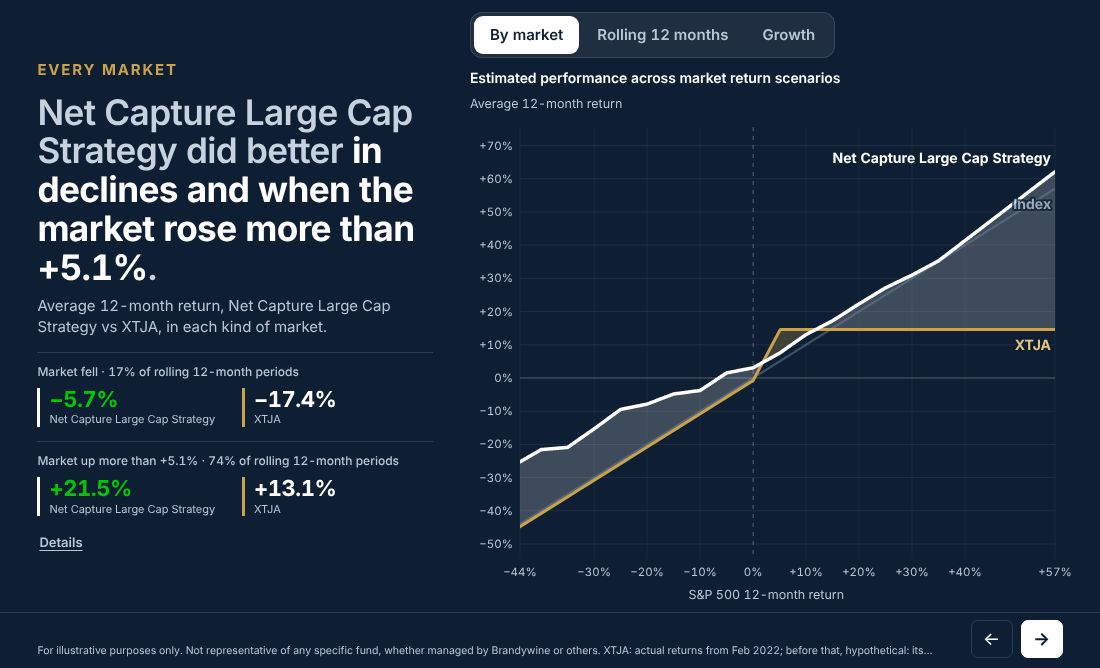 By market
Rolling 12 months
Growth
EVERY MARKET
Net Capture Large Cap
Strategy did better in
declines and when the
market rose more than
+5.1%.
Average 12-month return, Net Capture Large Cap
Strategy vs XTJA, in each kind of market.
Market fell · 17% of rolling 12-month periods
−5.7%
Net Capture Large Cap Strategy
−17.4%
XTJA
Market up more than +5.1% · 74% of rolling 12-month periods
+21.5%
Net Capture Large Cap Strategy
+13.1%
XTJA
Details
Estimated performance across market return scenarios
Average 12-month return
+70%
+60%
+50%
+40%
+30%
+20%
+10%
0%
−10%
−20%
−30%
−40%
−50%
Net Capture Large Cap Strategy
Index
XTJA
−44%
−30%
−20%
−10%
0%
+10%
+20%
+30%
+40%
+57%
S&P 500 12-month return
For illustrative purposes only. Not representative of any specific fund, whether managed by Brandywine or others. XTJA: actual returns from Feb 2022; before that, hypothetical: its…
← →